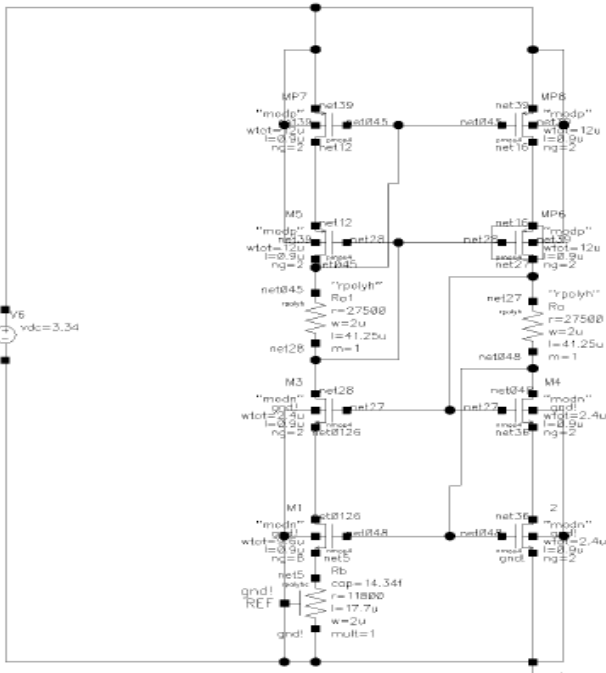 MP7
net39
"modp"
net045
wtot=12u
l=0.9u
ng=2
net12
net39
MP8
"modp"
net045
wtot=12u
l=0.9u
ng=2
net16
M5
net12
"modp"
net39
net28
wtot=12u
l=0.9u
ng=2
net045
net16
MP6
"modp"
net28
net39
wtot=12u
l=0.9u
ng=2
net27
V6
vdc=3.34
net045
"rpolyh"
Ro1
rpolyh
r=27500
w=2u
l=41.25u
net28
m=1
net27
"rpolyh"
Ro
rpolyh
r=27500
w=2u
l=41.25u
net048
m=1
M3
net28
"modn"
gnd!
net27
wtot=2.4u
l=0.9u
ng=2
net0126
net048
M4
"modn"
net27
gnd!
wtot=2.4u
l=0.9u
ng=2
net36
M1
net0126
"modn"
gnd!
net048
l=0.9u
ng=8
net5
net36
2
"modn"
net048
wtot=2.4u
l=0.9u
ng=2
gnd!
net5
Rb
cap=14.34f
r=11800
l=17.7u
w=2u
mult=1
gnd!
REF
gnd!